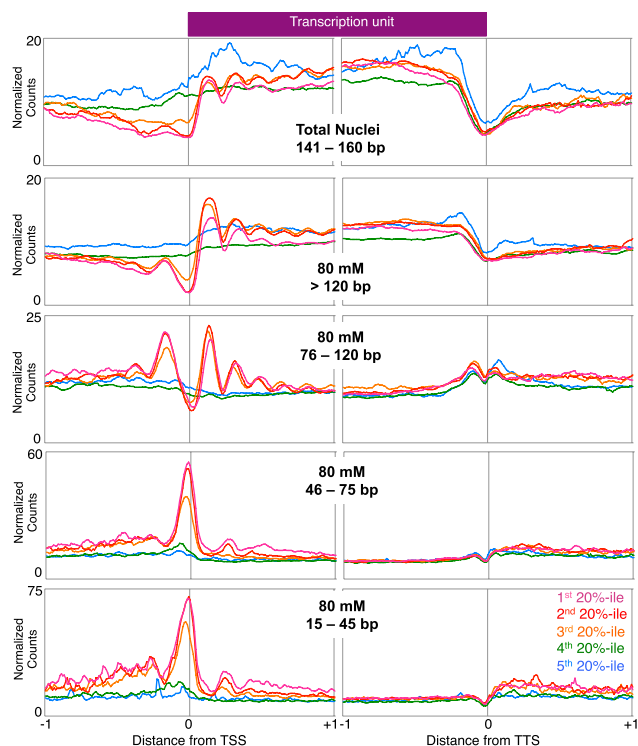 Transcription unit
20
Normalized
Counts
0
Total Nuclei
141 – 160 bp
20
Normalized
Counts
0
80 mM
> 120 bp
25
Normalized
Counts
0
80 mM
76 – 120 bp
60
Normalized
Counts
0
80 mM
46 – 75 bp
75
Normalized
Counts
0
80 mM
15 – 45 bp
1st 20%-ile
2nd 20%-ile
3rd 20%-ile
4th 20%-ile
5th 20%-ile
-1 0 +1 -1 0 +1
Distance from TSS Distance from TTS